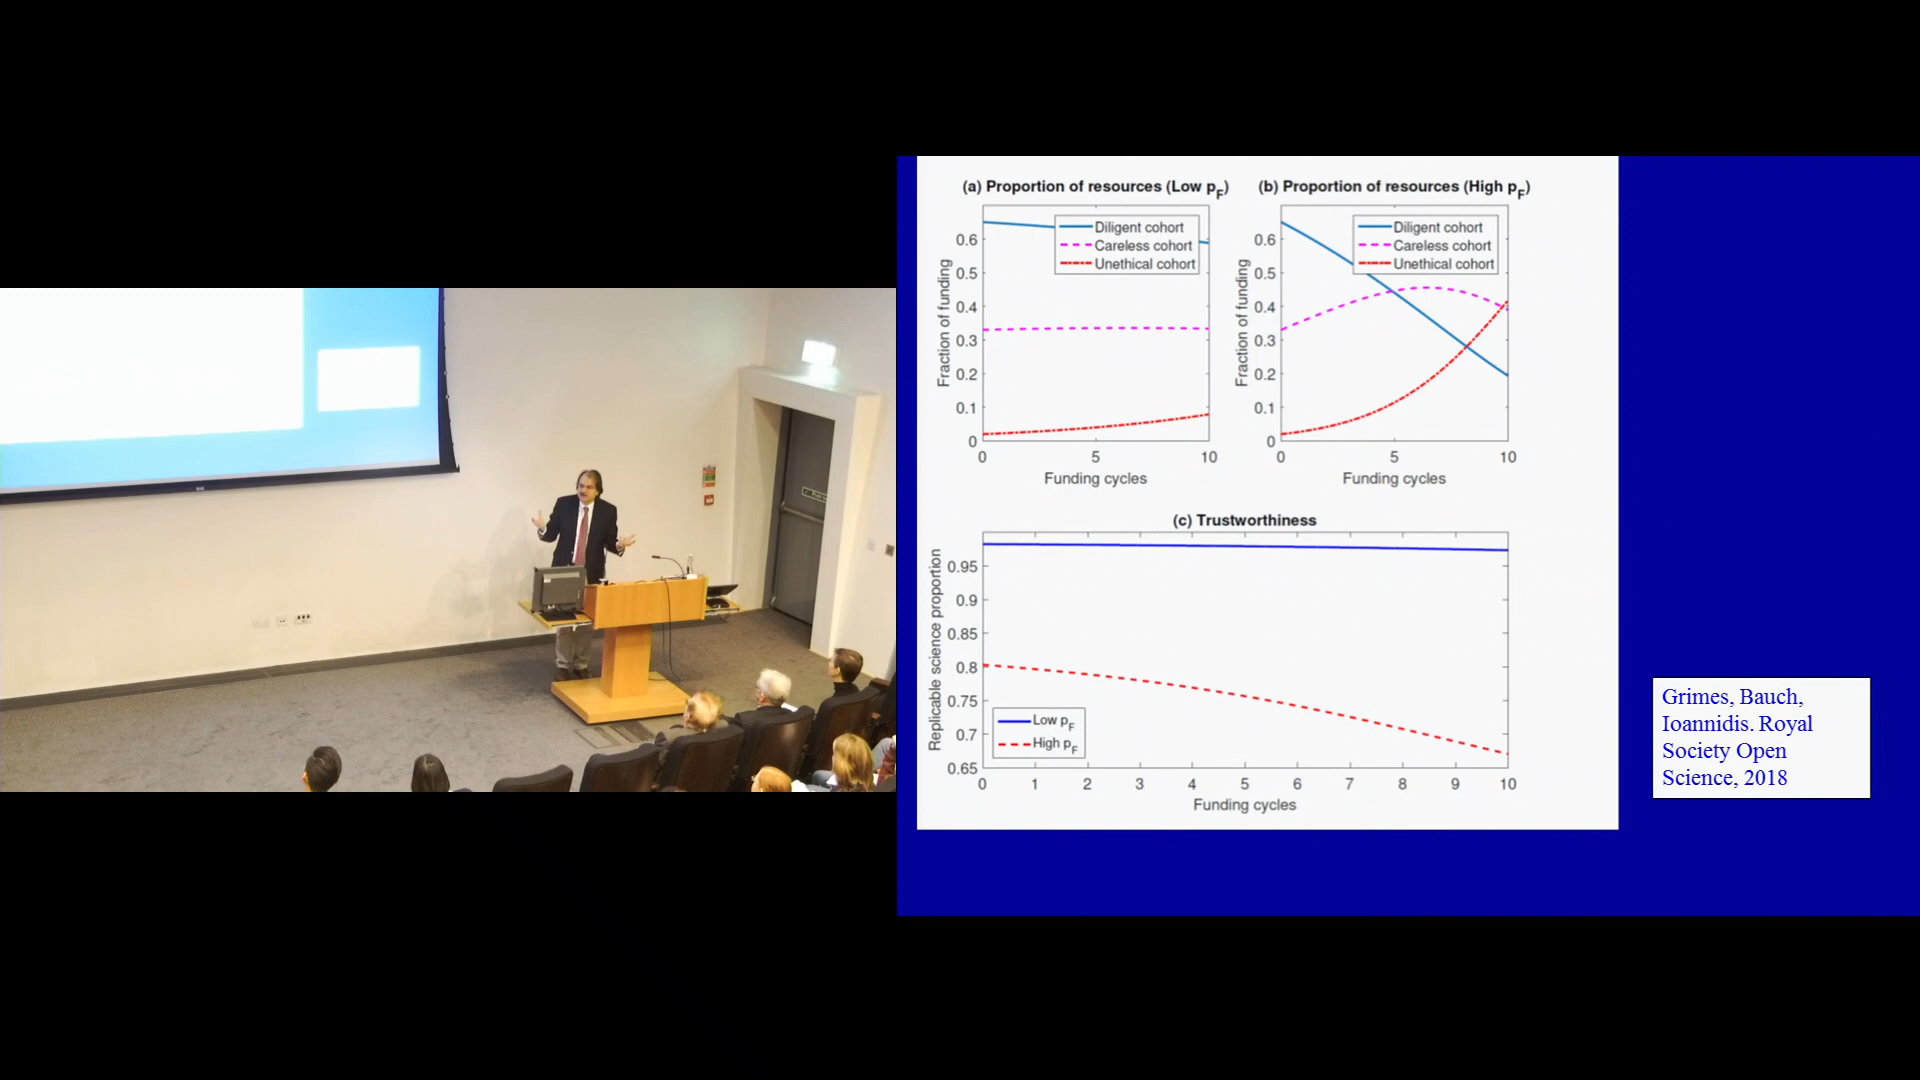 (a) Proportion of resources (Low pF)
Fraction of funding
0.6
0.5
0.4
0.3
0.2
0.1
0
Diligent cohort
Careless cohort
Unethical cohort
0 5 10
Funding cycles
(b) Proportion of resources (High pF)
Fraction of funding
0.6
0.5
0.4
0.3
0.2
0.1
0
Diligent cohort
Careless cohort
Unethical cohort
0 5 10
Funding cycles
(c) Trustworthiness
Replicable science proportion
0.95
0.9
0.85
0.8
0.75
0.7
0.65
Low pF
High pF
0 1 2 3 4 5 6 7 8 9 10
Funding cycles
Grimes, Bauch,
Ioannidis. Royal
Society Open
Science, 2018